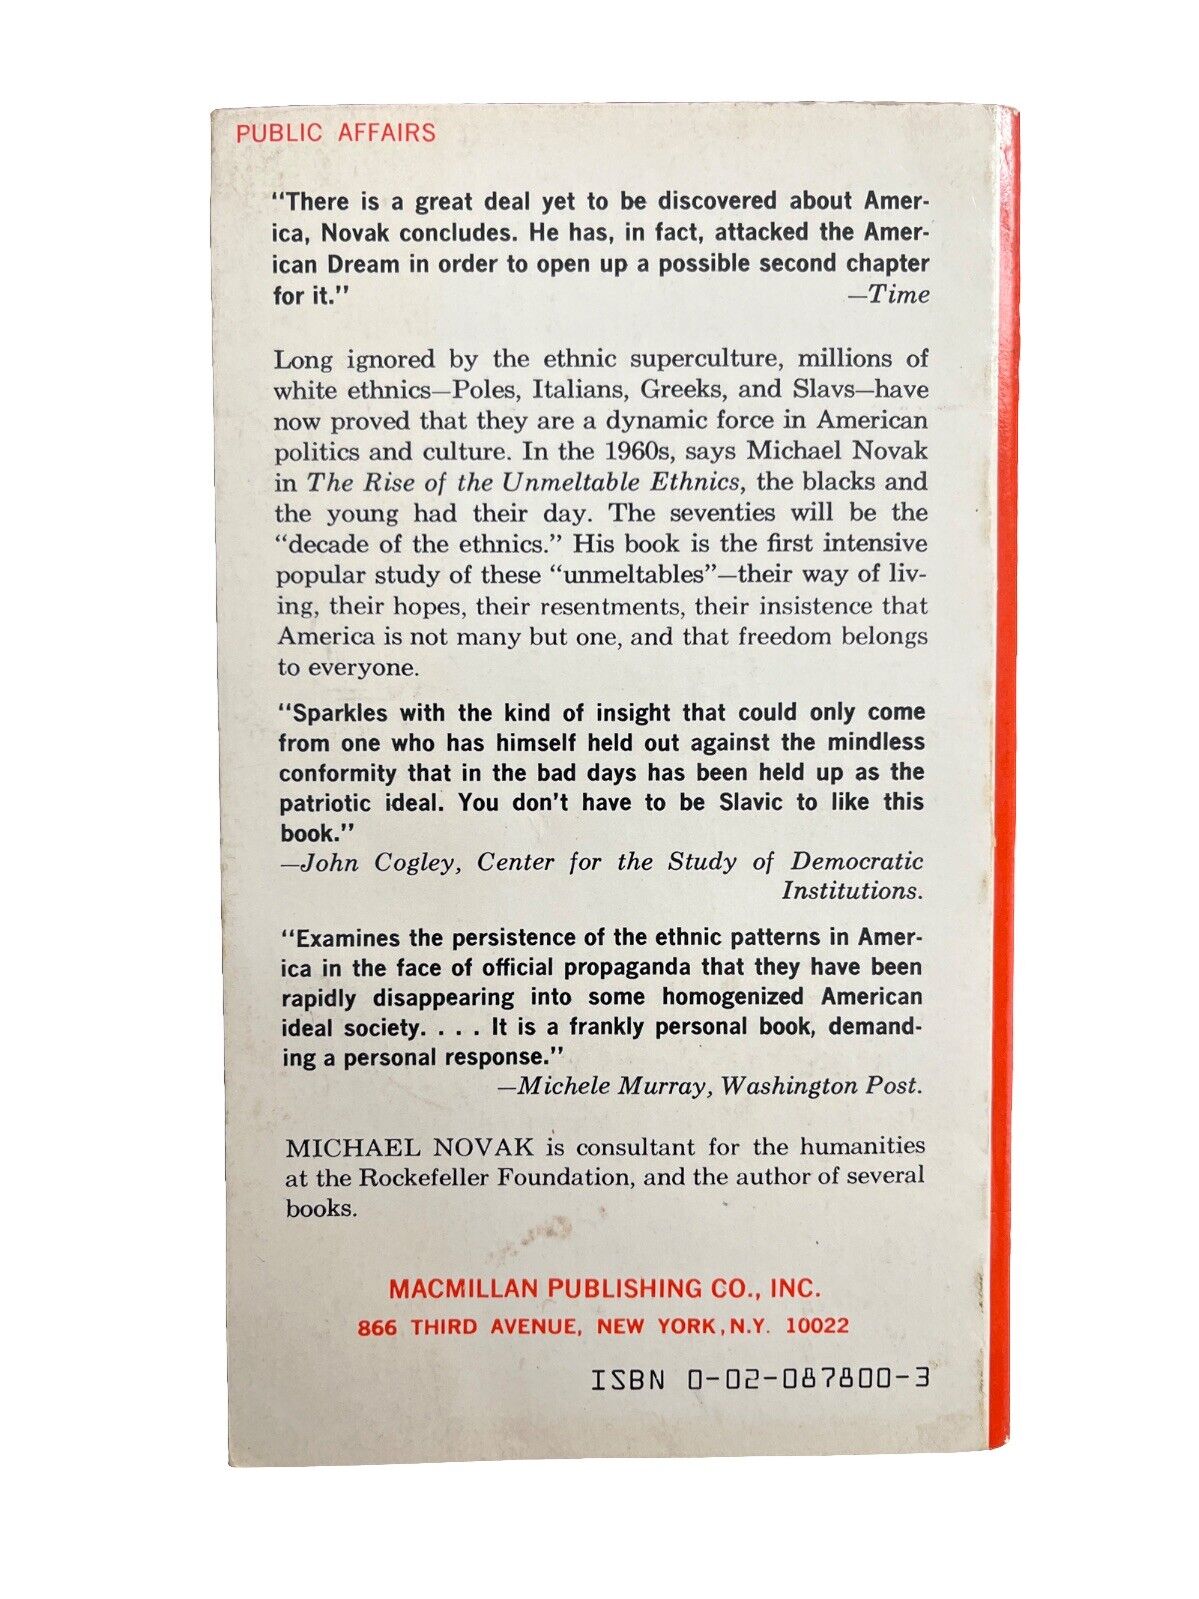 PUBLIC AFFAIRS
"There is a great deal yet to be discovered about Amer-
ica, Novak concludes. He has, in fact, attacked the Amer-
ican Dream in order to open up a possible second chapter
for it." —Time
Long ignored by the ethnic superculture, millions of
white ethnics—Poles, Italians, Greeks, and Slavs—have
now proved that they are a dynamic force in American
politics and culture. In the 1960s, says Michael Novak
in The Rise of the Unmeltable Ethnics, the blacks and
the young had their day. The seventies will be the
"decade of the ethnics." His book is the first intensive
popular study of these "unmeltables"—their way of liv-
ing, their hopes, their resentments, their insistence that
America is not many but one, and that freedom belongs
to everyone.
"Sparkles with the kind of insight that could only come
from one who has himself held out against the mindless
conformity that in the bad days has been held up as the
patriotic ideal. You don't have to be Slavic to like this
book."
—John Cogley, Center for the Study of Democratic
Institutions.
"Examines the persistence of the ethnic patterns in Amer-
ica in the face of official propaganda that they have been
rapidly disappearing into some homogenized American
ideal society. . . . It is a frankly personal book, demand-
ing a personal response."
—Michele Murray, Washington Post.
MICHAEL NOVAK is consultant for the humanities
at the Rockefeller Foundation, and the author of several
books.
MACMILLAN PUBLISHING CO., INC.
866 THIRD AVENUE, NEW YORK, N.Y. 10022
ISBN 0-02-087800-3